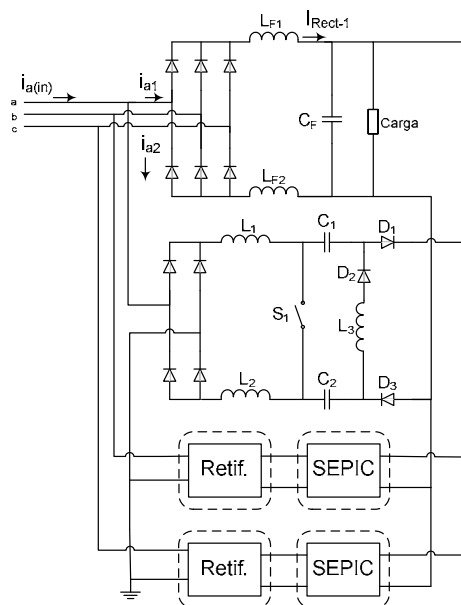 L_F1
I_Rect-1
i_a(in)
i_a1
a
b
c
i_a2
C_F
Carga
L_F2
L_1
C_1
D_1
D_2
S_1
L_3
L_2
C_2
D_3
Retif.
SEPIC
Retif.
SEPIC